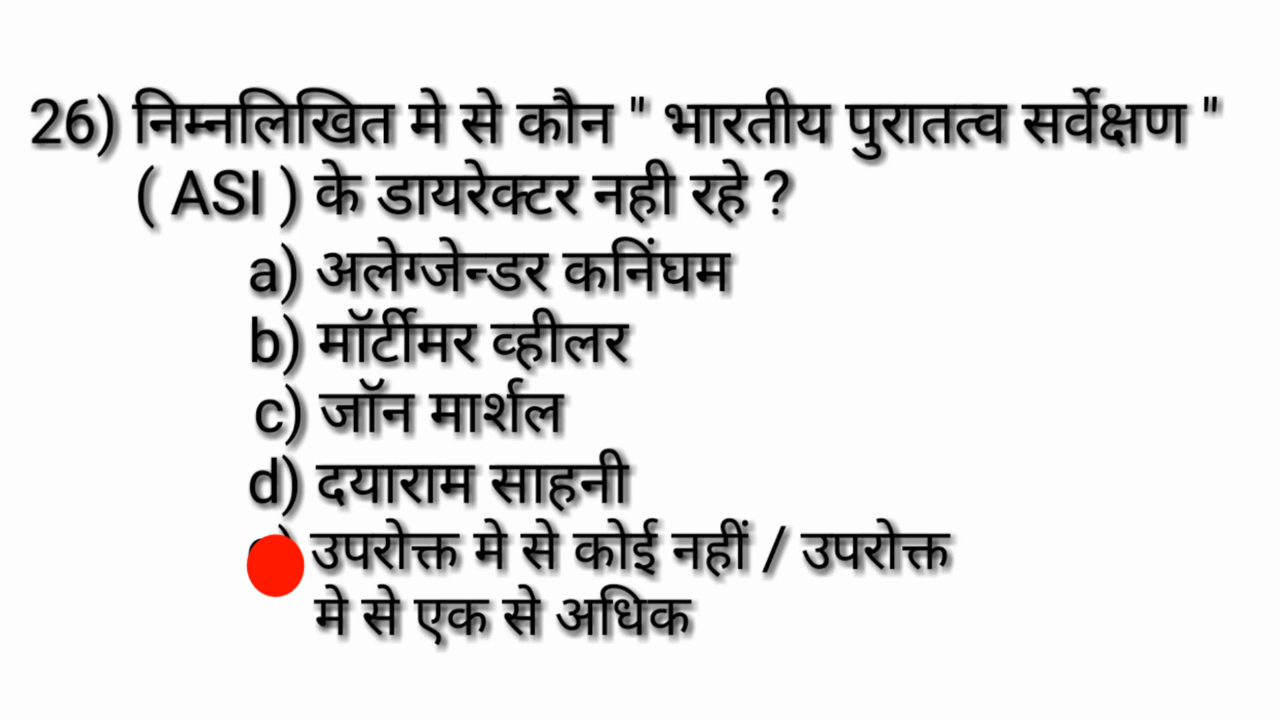 26) निम्नलिखित मे से कौन " भारतीय पुरातत्व सर्वेक्षण "
( ASI ) के डायरेक्टर नही रहे ?
a) अलेग्जेन्डर कनिंघम
b) मॉर्टीमर व्हीलर
c) जॉन मार्शल
d) दयाराम साहनी
उपरोक्त मे से कोई नहीं / उपरोक्त
मे से एक से अधिक